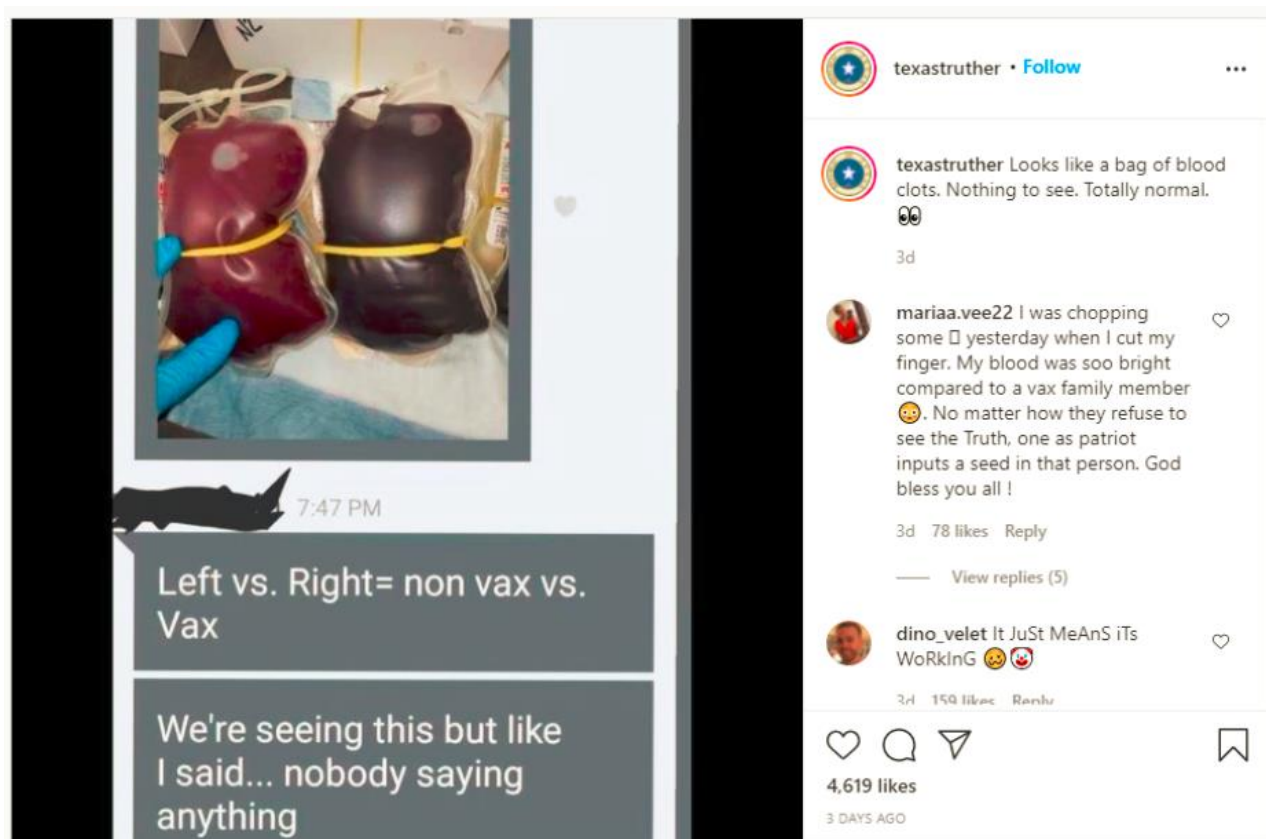 N2
7:47 PM
Left vs. Right= non vax vs.
Vax
We're seeing this but like
I said... nobody saying
anything
texastruther • Follow
texastruther Looks like a bag of blood
clots. Nothing to see. Totally normal.
👀
3d
mariaa.vee22 I was chopping
some ▯ yesterday when I cut my
finger. My blood was soo bright
compared to a vax family member
😳. No matter how they refuse to
see the Truth, one as patriot
inputs a seed in that person. God
bless you all !
3d 78 likes Reply
View replies (5)
dino_velet It JuSt MeAnS iTs
WoRkInG 🥴🤡
3d 159 likes Reply
4,619 likes
3 DAYS AGO